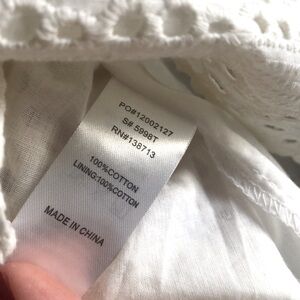 PO#12002127
S# 5998T
RN#138713
100%COTTON
LINING:100%COTTON
MADE IN CHINA